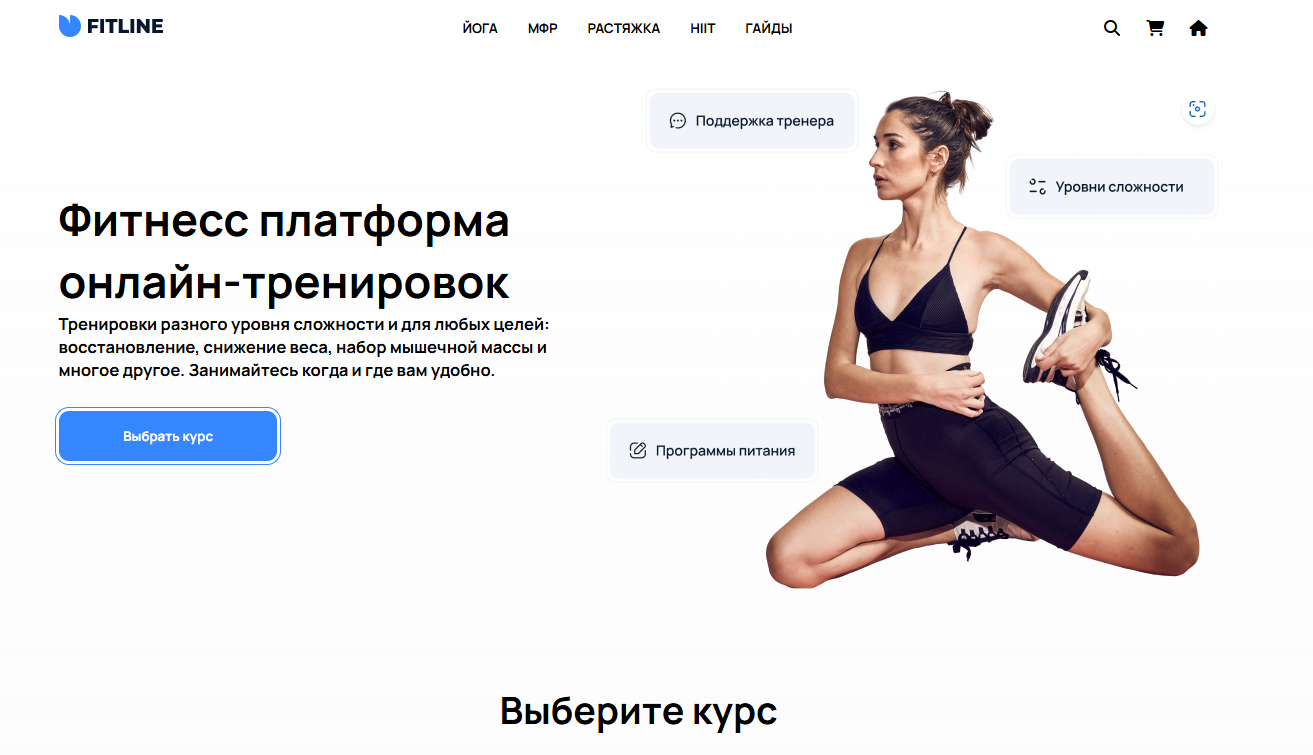 FITLINE
ЙОГА
МФР
РАСТЯЖКА
HIIT
ГАЙДЫ
Поддержка тренера
Уровни сложности
Фитнесс платформа
онлайн-тренировок
Тренировки разного уровня сложности и для любых целей:
восстановление, снижение веса, набор мышечной массы и
многое другое. Занимайтесь когда и где вам удобно.
Выбрать курс
Программы питания
Выберите курс